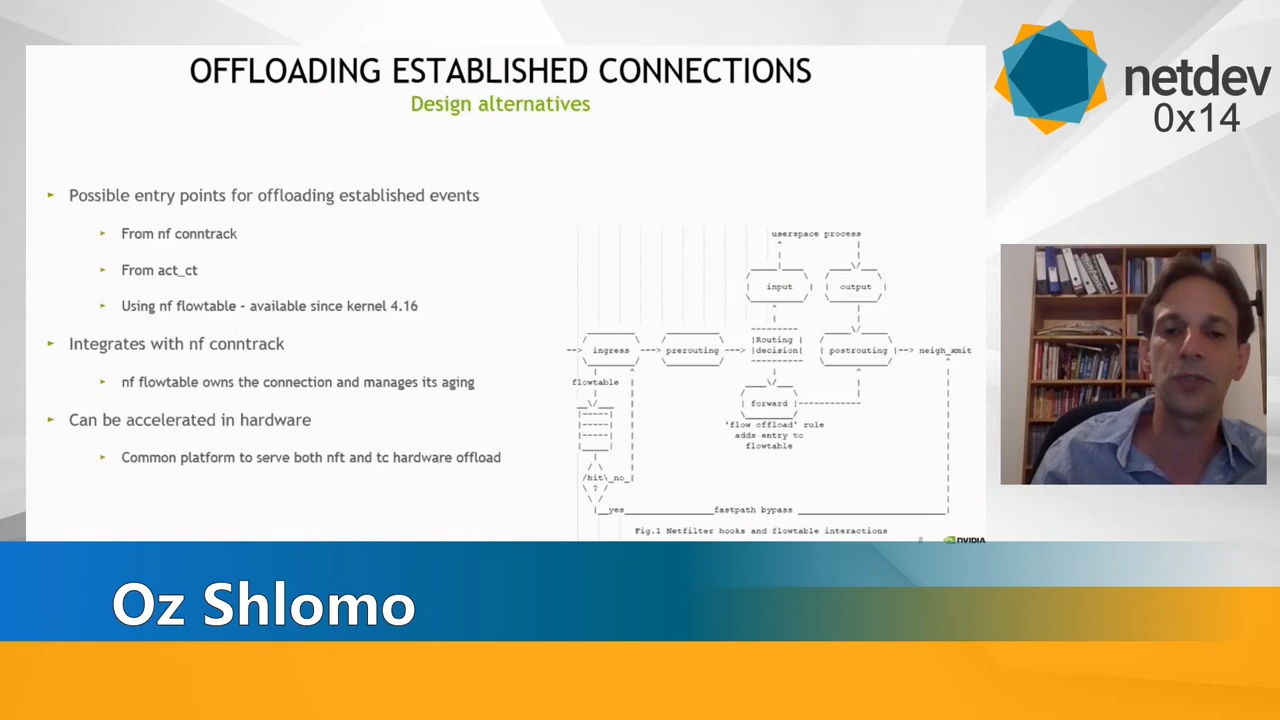 OFFLOADING ESTABLISHED CONNECTIONS
Design alternatives
Possible entry points for offloading established events
From nf conntrack
From act_ct
Using nf flowtable - available since kernel 4.16
Integrates with nf conntrack
nf flowtable owns the connection and manages its aging
Can be accelerated in hardware
Common platform to serve both nft and tc hardware offload
userspace process
input
output
ingress
prerouting
Routing
decision
postrouting
neigh_xmit
flowtable
forward
'flow offload' rule
adds entry to
flowtable
hit
?
no
yes
fastpath bypass
Fig.1 Netfilter hooks and flowtable interactions
NVIDIA
netdev
0x14
Oz Shlomo